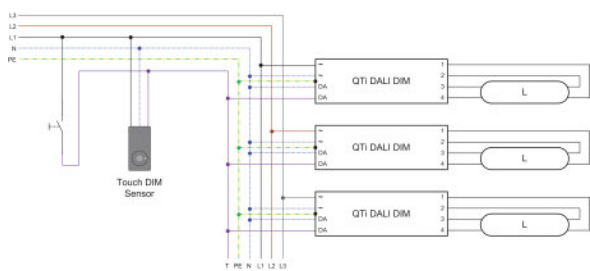 L3
L2
L1
N
PE
Touch DIM
Sensor
~ 1
~ 2
DA 3
DA 4
QTi DALI DIM
L
~ 1
~ 2
DA 3
DA 4
QTi DALI DIM
L
~ 1
~ 2
DA 3
DA 4
QTi DALI DIM
L
T PE N L1 L2 L3